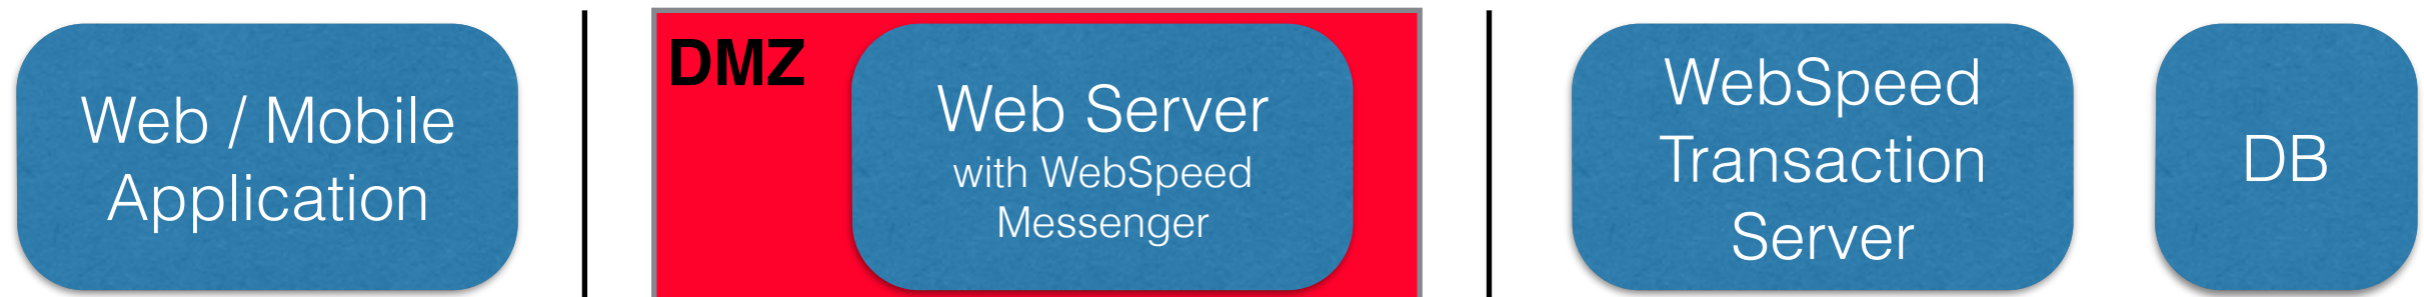 Web / Mobile
Application
DMZ
Web Server
with WebSpeed
Messenger
WebSpeed
Transaction
Server
DB